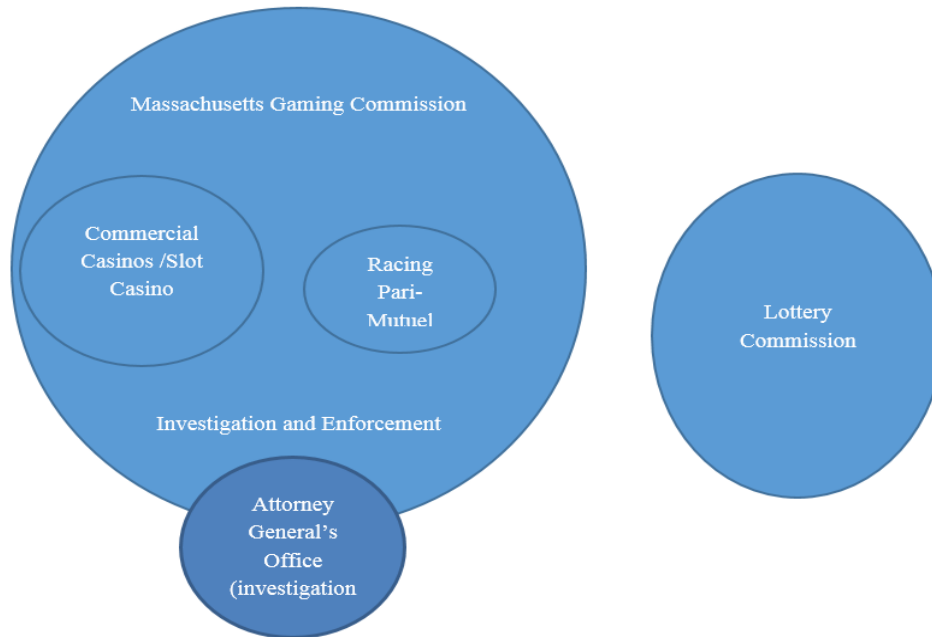 Massachusetts Gaming Commission
Commercial
Casinos /Slot
Casino
Racing
Pari-
Mutuel
Investigation and Enforcement
Attorney
General’s
Office
(investigation
Lottery
Commission